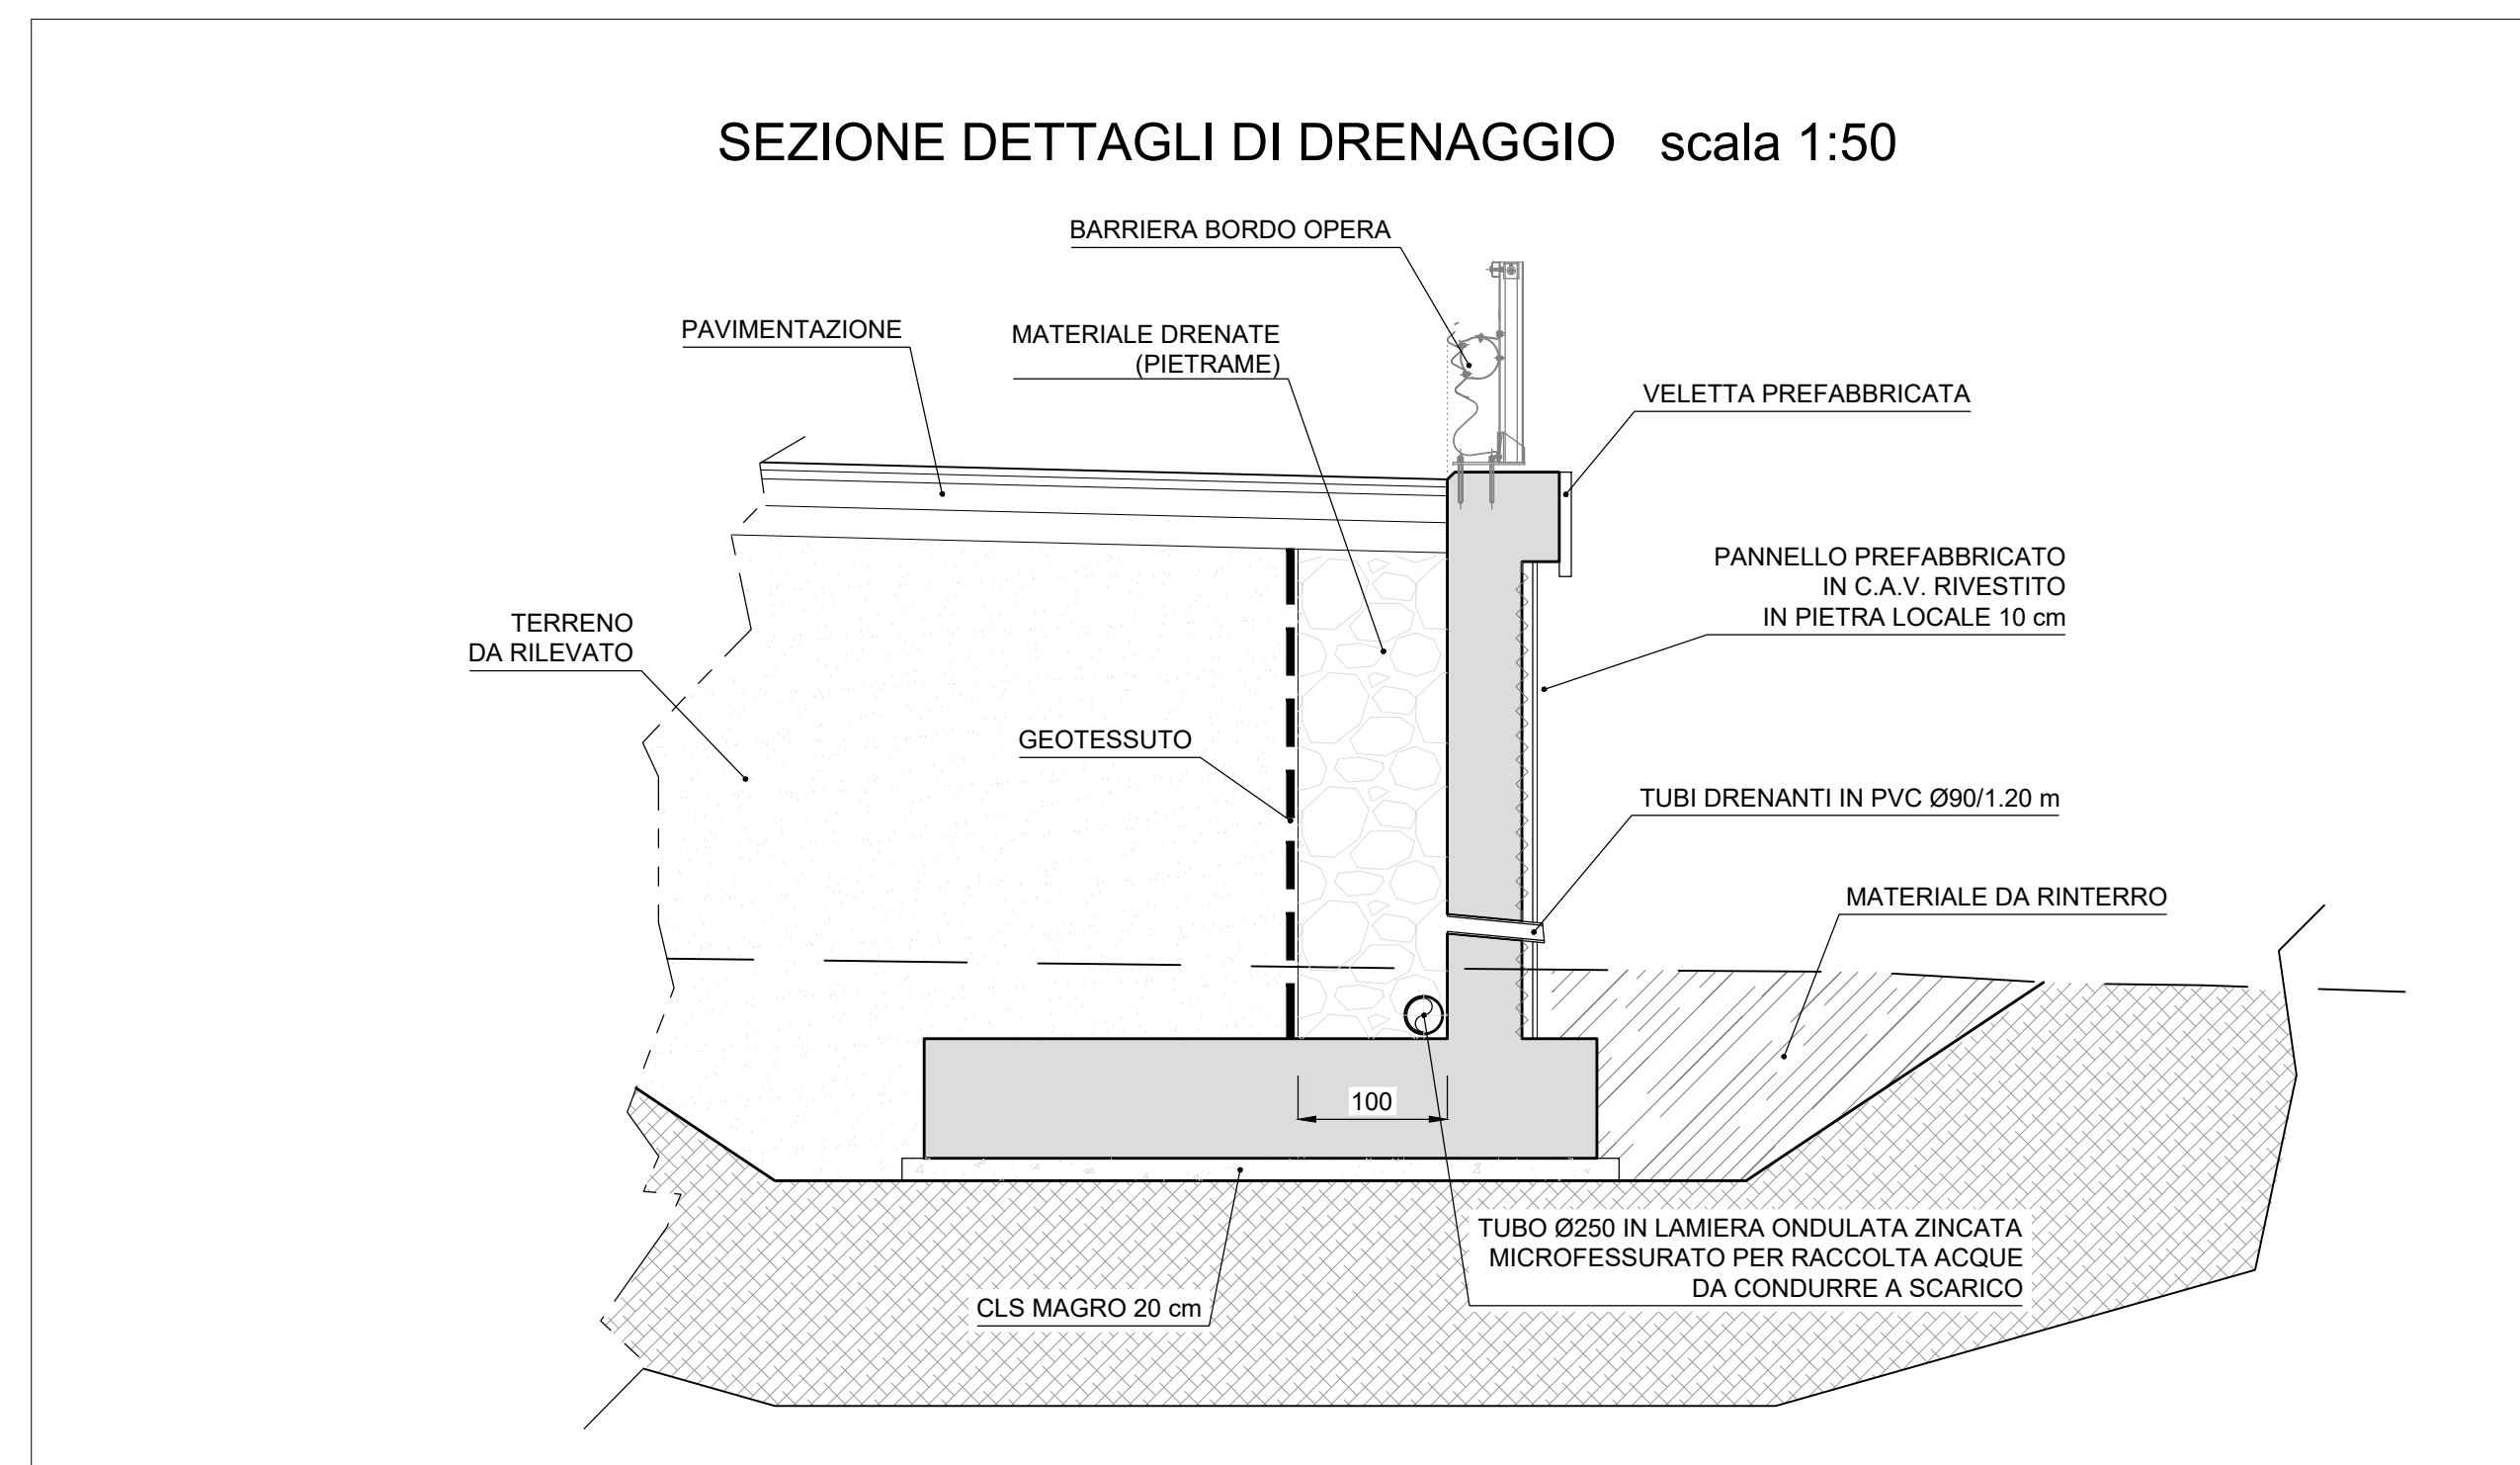 SEZIONE DETTAGLI DI DRENAGGIO scala 1:50
BARRIERA BORDO OPERA
PAVIMENTAZIONE
MATERIALE DRENATE
(PIETRAME)
VELETTA PREFABBRICATA
PANNELLO PREFABBRICATO
IN C.A.V. RIVESTITO
IN PIETRA LOCALE 10 cm
TERRENO
DA RILEVATO
GEOTESSUTO
TUBI DRENANTI IN PVC Ø90/1.20 m
MATERIALE DA RINTERRO
100
TUBO Ø250 IN LAMIERA ONDULATA ZINCATA
MICROFESSURATO PER RACCOLTA ACQUE
DA CONDURRE A SCARICO
CLS MAGRO 20 cm